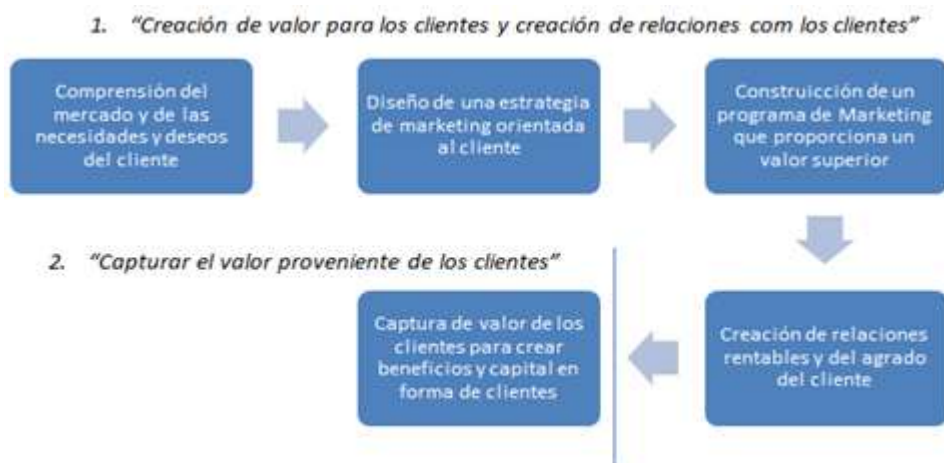 1. “Creación de valor para los clientes y creación de relaciones com los clientes”
Comprensión del
mercado y de las
necesidades y deseos
del cliente
Diseño de una estrategia
de marketing orientada
al cliente
Construicción de un
programa de Marketing
que proporciona un
valor superior
2. “Capturar el valor proveniente de los clientes”
Captura de valor de los
clientes para crear
beneficios y capital en
forma de clientes
Creación de relaciones
rentables y del agrado
del cliente